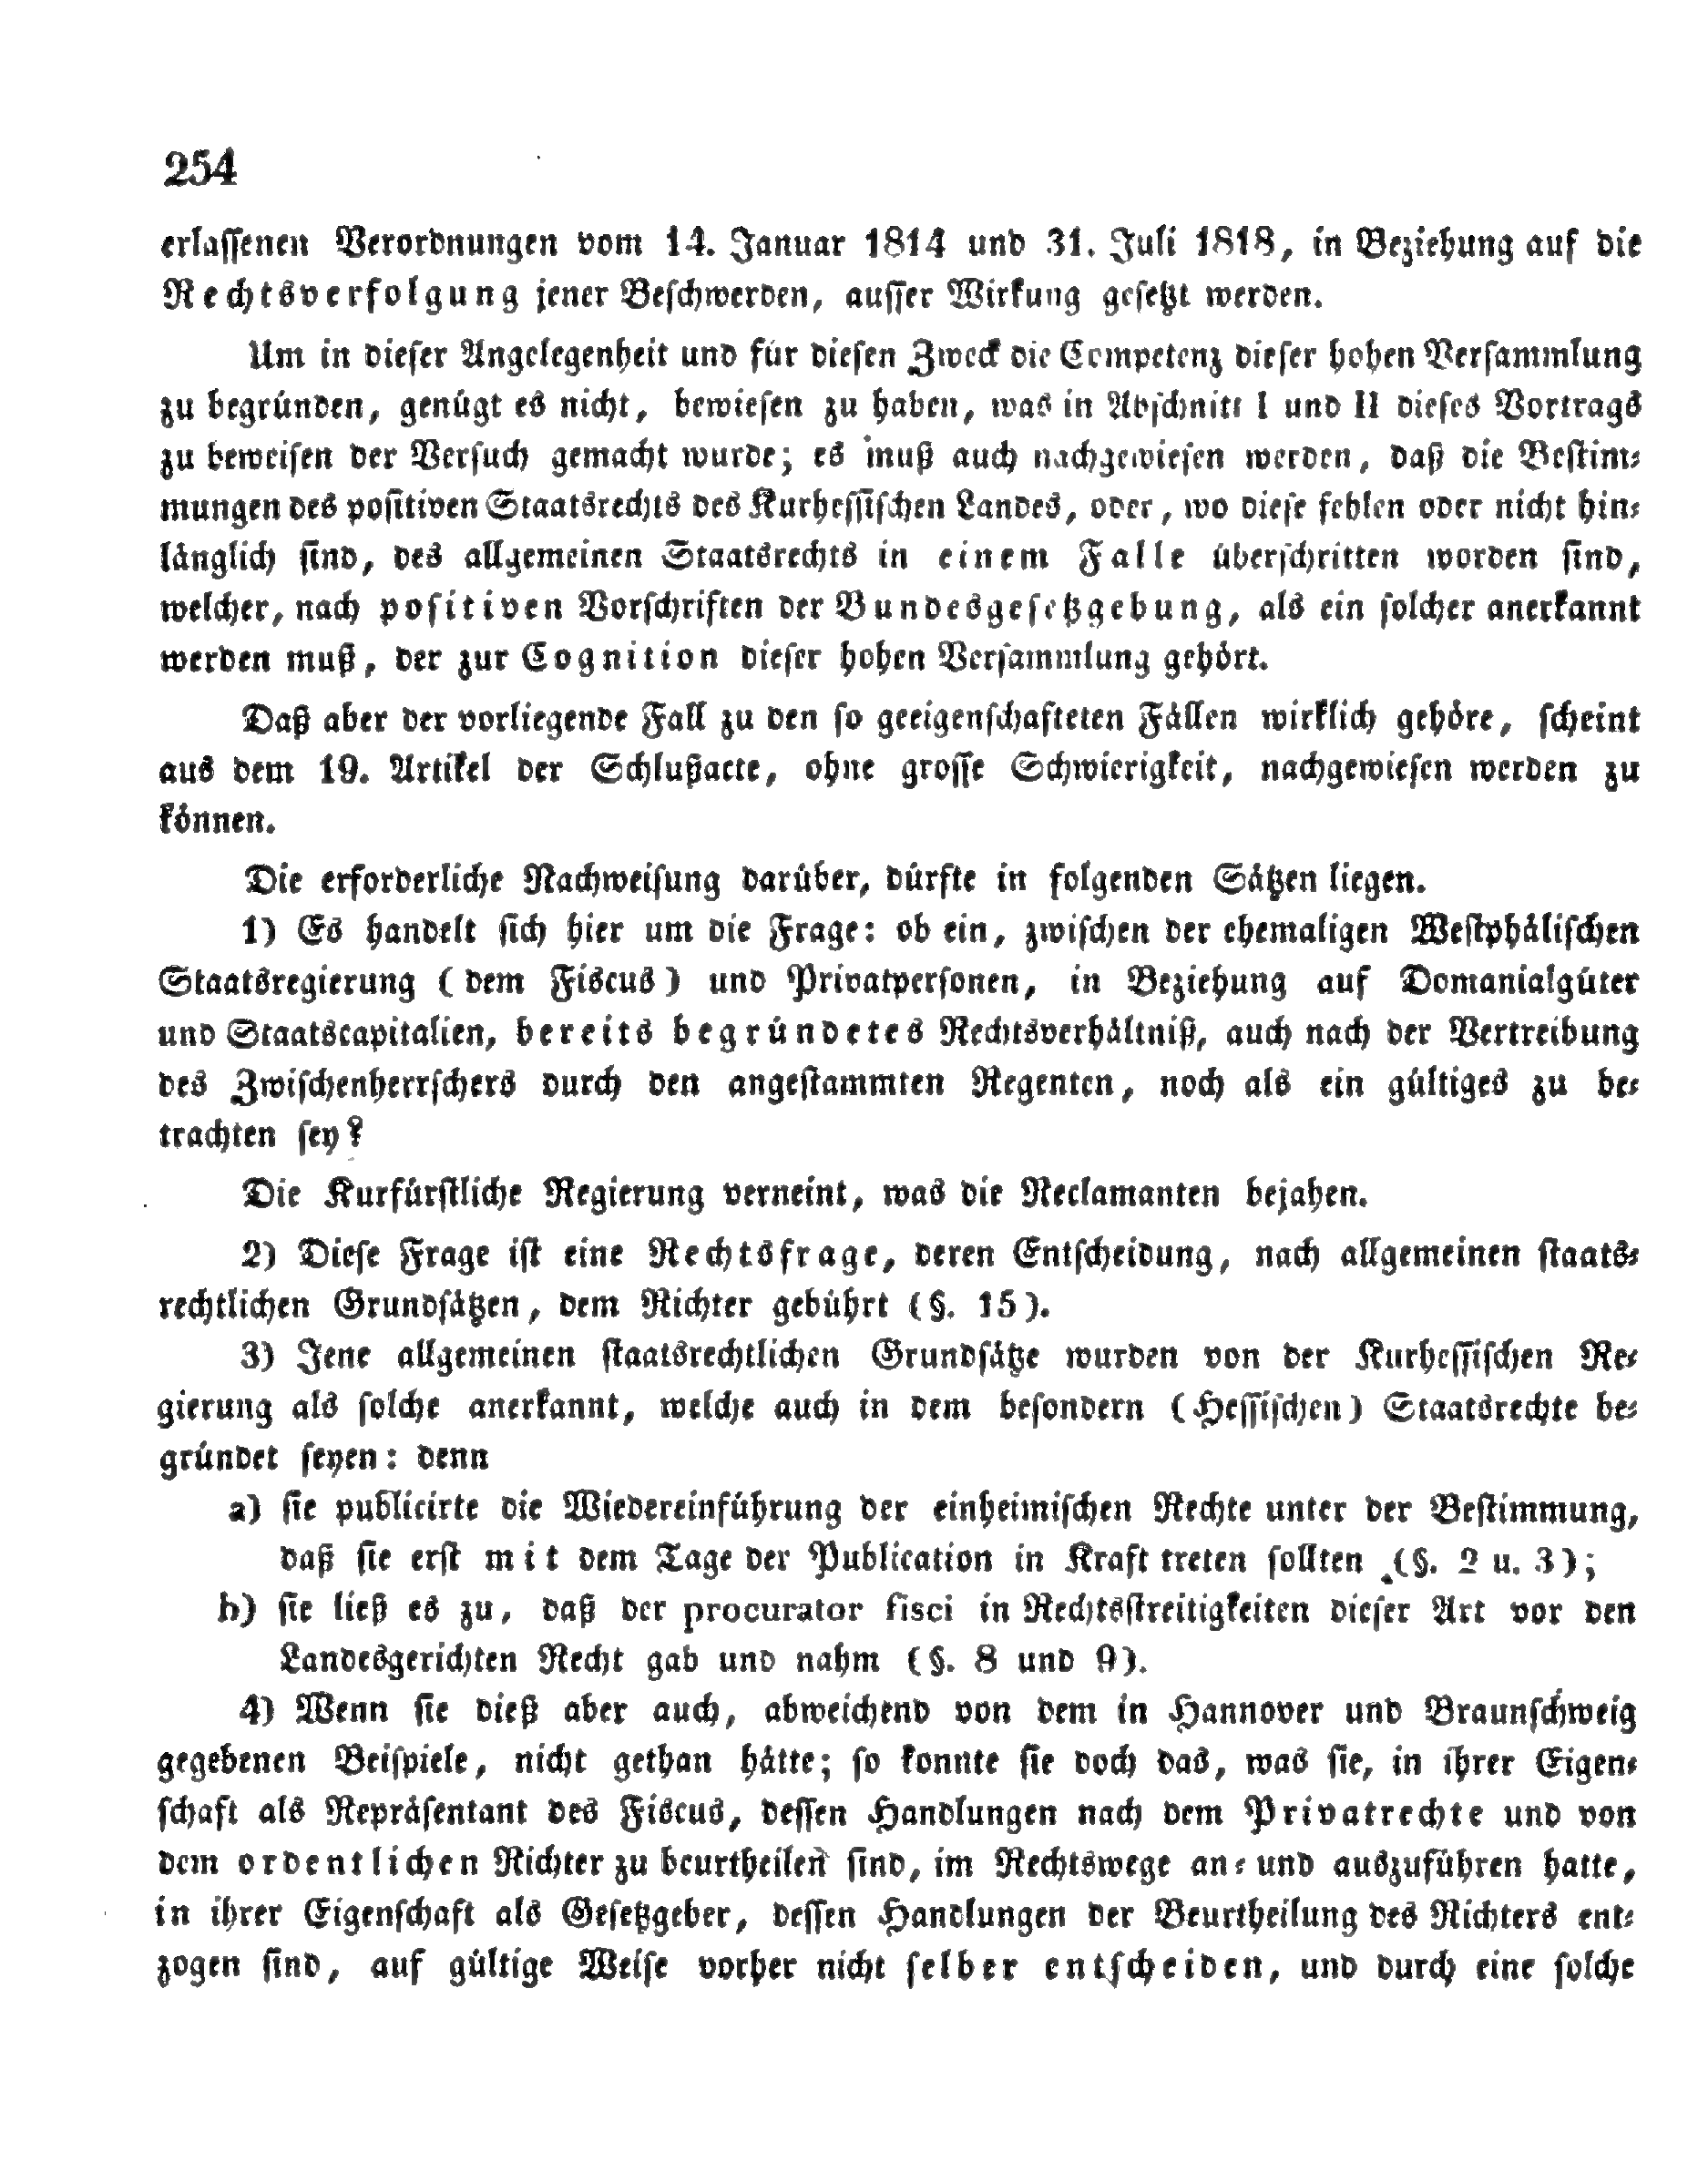 254
erlassenen Verordnungen vom 14. Januar 1814 und 31. Juli 1818, in Beziehung auf die
Rechtsverfolgung jener Beschwerden, ausser Wirkung gesetzt werden.
Um in dieser Angelegenheit und für diesen Zweck die Competenz dieser hohen Versammlung
zu begründen, genügt es nicht, bewiesen zu haben, was in Abschnitt I und II dieses Vortrags
zu beweisen der Versuch gemacht wurde; es muß auch nachgewiesen werden, daß die Bestim⸗
mungen des positiven Staatsrechts des Kurhessischen Landes, oder, wo diese fehlen oder nicht hin⸗
länglich sind, des allgemeinen Staatsrechts in einem Falle überschritten worden sind,
welcher, nach positiven Vorschriften der Bundesgesetzgebung, als ein solcher anerkannt
werden muß, der zur Cognition dieser hohen Versammlung gehört.
Daß aber der vorliegende Fall zu den so geeigenschafteten Fällen wirklich gehöre, scheint
aus dem 19. Artikel der Schlußacte, ohne grosse Schwierigkeit, nachgewiesen werden zu
können.
Die erforderliche Nachweisung darüber, dürfte in folgenden Sätzen liegen.
1) Es handelt sich hier um die Frage: ob ein, zwischen der ehemaligen Westphälischen
Staatsregierung (dem Fiscus) und Privatpersonen, in Beziehung auf Domanialgüter
und Staatscapitalien, bereits begründetes Rechtsverhältniß, auch nach der Vertreibung
des Zwischenherrschers durch den angestammten Regenten, noch als ein gültiges zu be⸗
trachten sey?
Die Kurfürstliche Regierung verneint, was die Reclamanten bejahen.
2) Diese Frage ist eine Rechtsfrage, deren Entscheidung, nach allgemeinen staats⸗
rechtlichen Grundsätzen, dem Richter gebührt (§. 15).
3) Jene allgemeinen staatsrechtlichen Grundsätze wurden von der Kurhessischen Re⸗
gierung als solche anerkannt, welche auch in dem besondern (Hessischen) Staatsrechte be⸗
gründet seyen: denn
a) sie publicirte die Wiedereinführung der einheimischen Rechte unter der Bestimmung,
daß sie erst mit dem Tage der Publication in Kraft treten sollten (§. 2 u. 3);
b) sie ließ es zu, daß der procurator fisci in Rechtsstreitigkeiten dieser Art vor den
Landesgerichten Recht gab und nahm (§. 8 und 9).
4) Wenn sie dieß aber auch, abweichend von dem in Hannover und Braunschweig
gegebenen Beispiele, nicht gethan hätte; so konnte sie doch das, was sie, in ihrer Eigen⸗
schaft als Repräsentant des Fiscus, dessen Handlungen nach dem Privatrechte und von
dem ordentlichen Richter zu beurtheilen sind, im Rechtswege an⸗ und auszuführen hatte,
in ihrer Eigenschaft als Gesetzgeber, dessen Handlungen der Beurtheilung des Richters ent⸗
zogen sind, auf gültige Weise vorher nicht selber entscheiden, und durch eine solche